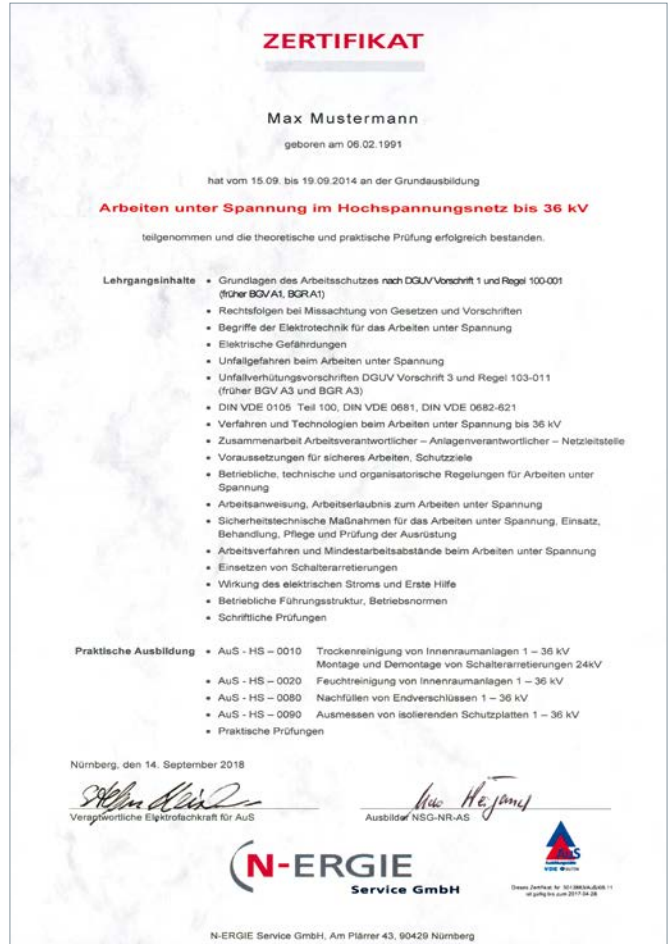 ZERTIFIKAT
Max Mustermann
geboren am 06.02.1991
hat vom 15.09. bis 19.09.2014 an der Grundausbildung
Arbeiten unter Spannung im Hochspannungsnetz bis 36 kV
teilgenommen und die theoretische und praktische Prüfung erfolgreich bestanden.
Lehrgangsinhalte • Grundlagen des Arbeitsschutzes nach DGUV Vorschrift 1 und Regel 100-001
(früher BGV A1, BGR A1)
• Rechtsfolgen bei Missachtung von Gesetzen und Vorschriften
• Begriffe der Elektrotechnik für das Arbeiten unter Spannung
• Elektrische Gefährdungen
• Unfallgefahren beim Arbeiten unter Spannung
• Unfallverhütungsvorschriften DGUV Vorschrift 3 und Regel 103-011
(früher BGV A3 und BGR A3)
• DIN VDE 0105 Teil 100, DIN VDE 0681, DIN VDE 0682-621
• Verfahren und Technologien beim Arbeiten unter Spannung bis 36 kV
• Zusammenarbeit Arbeitsverantwortlicher – Anlagenverantwortlicher – Netzleitstelle
• Voraussetzungen für sicheres Arbeiten, Schutzziele
• Betriebliche, technische und organisatorische Regelungen für Arbeiten unter
Spannung
• Arbeitsanweisung, Arbeitserlaubnis zum Arbeiten unter Spannung
• Sicherheitstechnische Maßnahmen für das Arbeiten unter Spannung, Einsatz,
Behandlung, Pflege und Prüfung der Ausrüstung
• Arbeitsverfahren und Mindestarbeitsabstände beim Arbeiten unter Spannung
• Einsetzen von Schalterarretierungen
• Wirkung des elektrischen Stroms und Erste Hilfe
• Betriebliche Führungsstruktur, Betriebsnormen
• Schriftliche Prüfungen
Praktische Ausbildung • AuS - HS – 0010 Trockenreinigung von Innenraumanlagen 1 – 36 kV
Montage und Demontage von Schalterarretierungen 24kV
• AuS - HS – 0020 Feuchtreinigung von Innenraumanlagen 1 – 36 kV
• AuS - HS – 0080 Nachfüllen von Endverschlüssen 1 – 36 kV
• AuS - HS – 0090 Ausmessen von isolierenden Schutzplatten 1 – 36 kV
• Praktische Prüfungen
Nürnberg, den 14. September 2018
Verantwortliche Elektrofachkraft für AuS
Ausbilder NSG-NR-AS
N-ERGIE
Service GmbH
AuS
VDE
Dieses Zertifikat Nr.
ist gültig bis zum 2017-04-28
N-ERGIE Service GmbH, Am Plärrer 43, 90429 Nürnberg